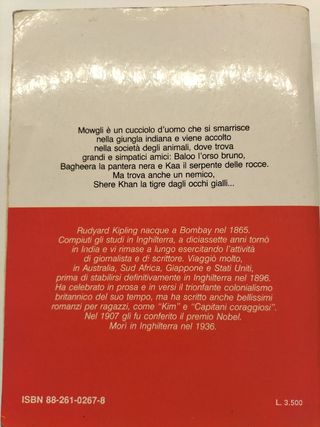 Mowgli è un cucciolo d'uomo che si smarrisce
nella giungla indiana e viene accolto
nella società degli animali, dove trova
grandi e simpatici amici: Baloo l'orso bruno,
Bagheera la pantera nera e Kaa il serpente delle rocce.
Ma trova anche un nemico,
Shere Khan la tigre dagli occhi gialli...
Rudyard Kipling nacque a Bombay nel 1865.
Compiuti gli studi in Inghilterra, a diciassette anni tornò
in India e vi rimase a lungo esercitando l'attività
di giornalista e di scrittore. Viaggiò molto,
in Australia, Sud Africa, Giappone e Stati Uniti,
prima di stabilirsi definitivamente in Inghilterra nel 1896.
Ha celebrato in prosa e in versi il trionfante colonialismo
britannico del suo tempo, ma ha scritto anche bellissimi
romanzi per ragazzi, come "Kim" e "Capitani coraggiosi".
Nel 1907 gli fu conferito il premio Nobel.
Morì in Inghilterra nel 1936.
ISBN 88-261-0267-8
L. 3.500